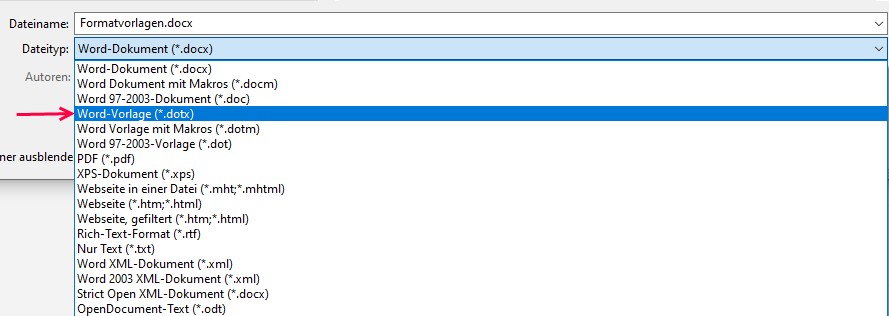 Dateiname: Formatvorlagen.docx
Dateityp: Word-Dokument (*.docx)
Autoren:
Word-Dokument (*.docx)
Word Dokument mit Makros (*.docm)
Word 97-2003-Dokument (*.doc)
Word-Vorlage (*.dotx)
Word Vorlage mit Makros (*.dotm)
Word 97-2003-Vorlage (*.dot)
PDF (*.pdf)
ner ausblende
XPS-Dokument (*.xps)
Webseite in einer Datei (*.mht;*.mhtml)
Webseite (*.htm;*.html)
Webseite, gefiltert (*.htm;*.html)
Rich-Text-Format (*.rtf)
Nur Text (*.txt)
Word XML-Dokument (*.xml)
Word 2003 XML-Dokument (*.xml)
Strict Open XML-Dokument (*.docx)
OpenDocument-Text (*.odt)